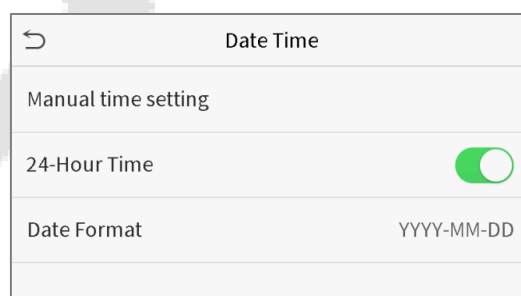 Date Time
Manual time setting
24-Hour Time
Date Format YYYY-MM-DD